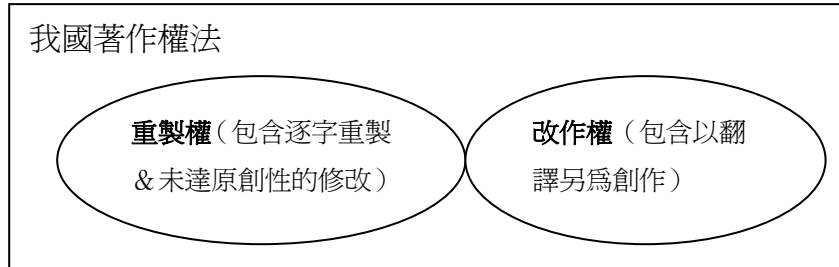 我國著作權法
重製權（包含逐字重製
＆未達原創性的修改）
改作權（包含以翻
譯另為創作）